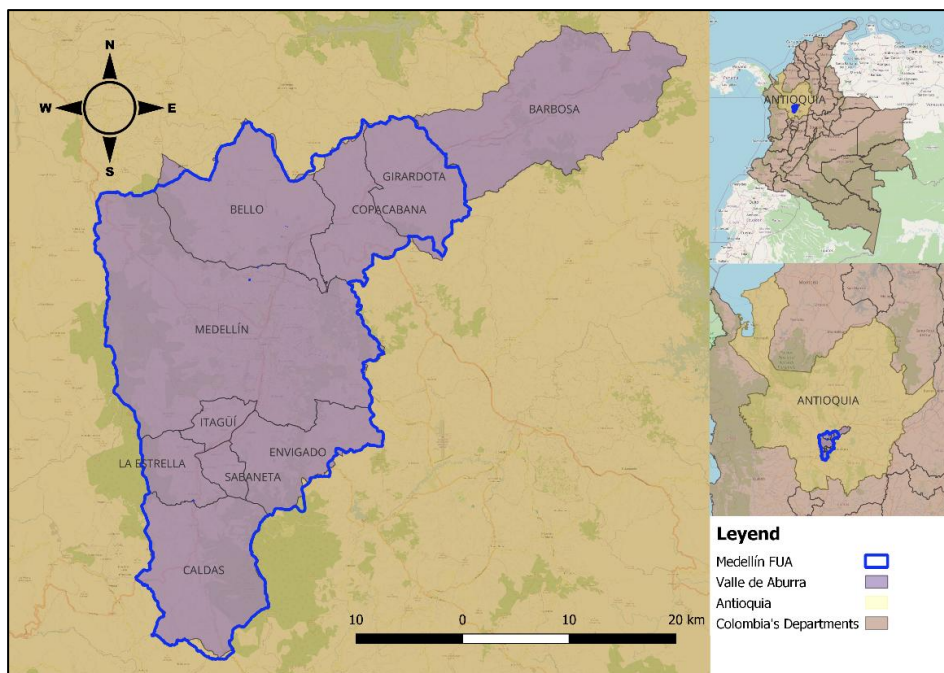 N
W
E
S
BARBOSA
GIRARDOTA
BELLO
COPACABANA
MEDELLÍN
ITAGÜÍ
ENVIGADO
LA ESTRELLA
SABANETA
CALDAS
10
0
10
20 km
ANTIOQUIA
ANTIOQUIA
Leyend
Medellín FUA
Valle de Aburra
Antioquia
Colombia's Departments